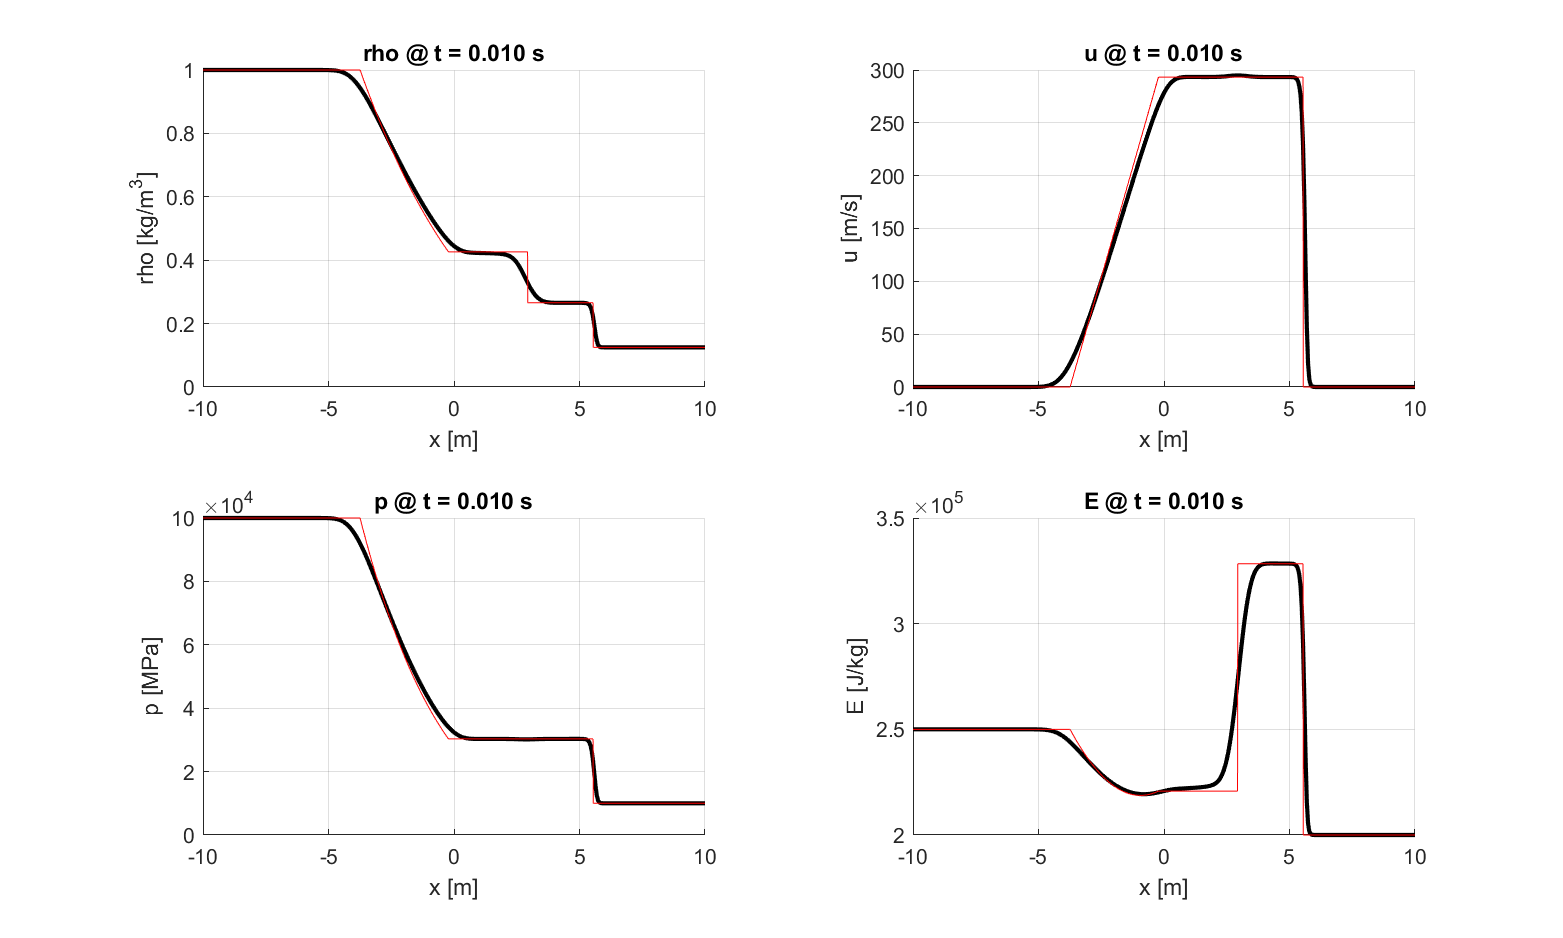 rho @ t = 0.010 s
1
0.8
0.6
0.4
0.2
0
rho [kg/m^3]
-10 -5 0 5 10
x [m]
u @ t = 0.010 s
300
250
200
150
100
50
0
u [m/s]
-10 -5 0 5 10
x [m]
p @ t = 0.010 s
×10^4
10
8
6
4
2
0
p [MPa]
-10 -5 0 5 10
x [m]
E @ t = 0.010 s
×10^5
3.5
3
2.5
2
E [J/kg]
-10 -5 0 5 10
x [m]